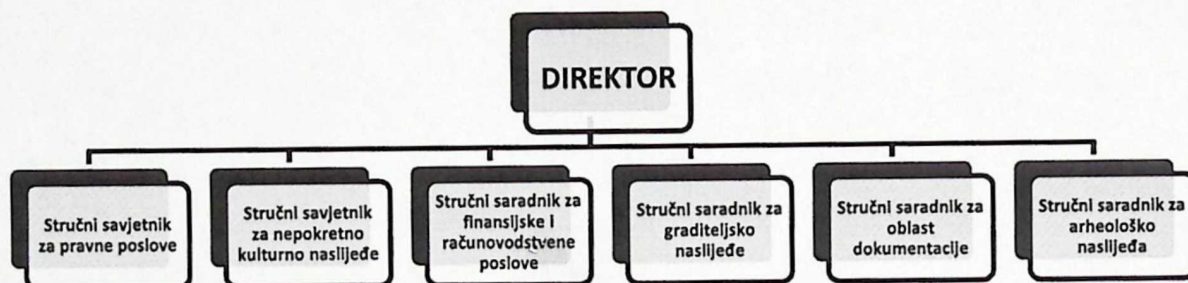 DIREKTOR
Stručni savjetnik
za pravne poslove
Stručni savjetnik
za nepokretno
kulturno naslijeđe
Stručni saradnik za
finansijske I
računovodstvene
poslove
Stručni saradnik za
graditeljsko
naslijeđe
Stručni saradnik za
oblast
dokumentacije
Stručni saradnik za
arheološko
naslijeđa